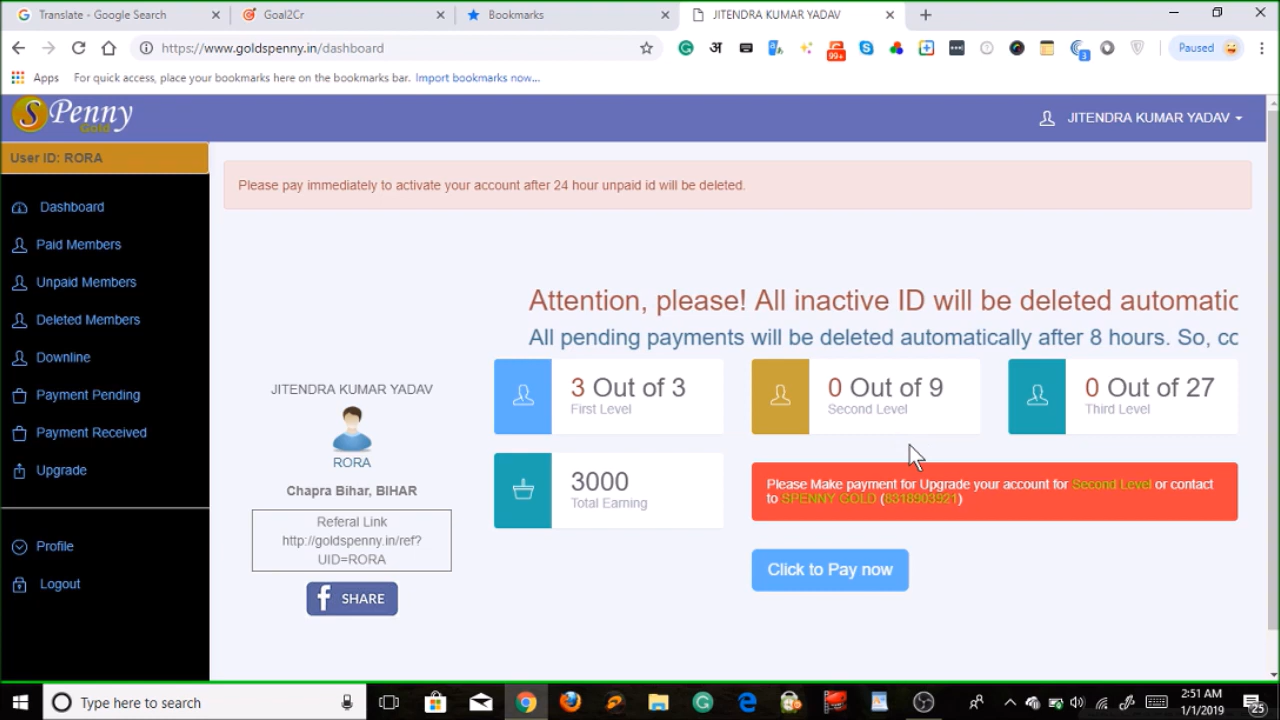 Translate - Google Search
Goal2Cr
Bookmarks
JITENDRA KUMAR YADAV
https://www.goldspenny.in/dashboard
अ
99+
3
Paused
Apps
For quick access, place your bookmarks here on the bookmarks bar. Import bookmarks now...
S Penny
Gold
JITENDRA KUMAR YADAV
User ID: RORA
Please pay immediately to activate your account after 24 hour unpaid id will be deleted.
Dashboard
Paid Members
Unpaid Members
Deleted Members
Downline
Payment Pending
Payment Received
Upgrade
Profile
Logout
Attention, please! All inactive ID will be deleted automatic
All pending payments will be deleted automatically after 8 hours. So, co
JITENDRA KUMAR YADAV
RORA
Chapra Bihar, BIHAR
Referal Link
http://goldspenny.in/ref?
UID=RORA
f SHARE
3 Out of 3
First Level
0 Out of 9
Second Level
0 Out of 27
Third Level
3000
Total Earning
Please Make payment for Upgrade your account for Second Level or contact
to SPENNY GOLD (8318903921)
Click to Pay now
Type here to search
2:51 AM
1/1/2019
25